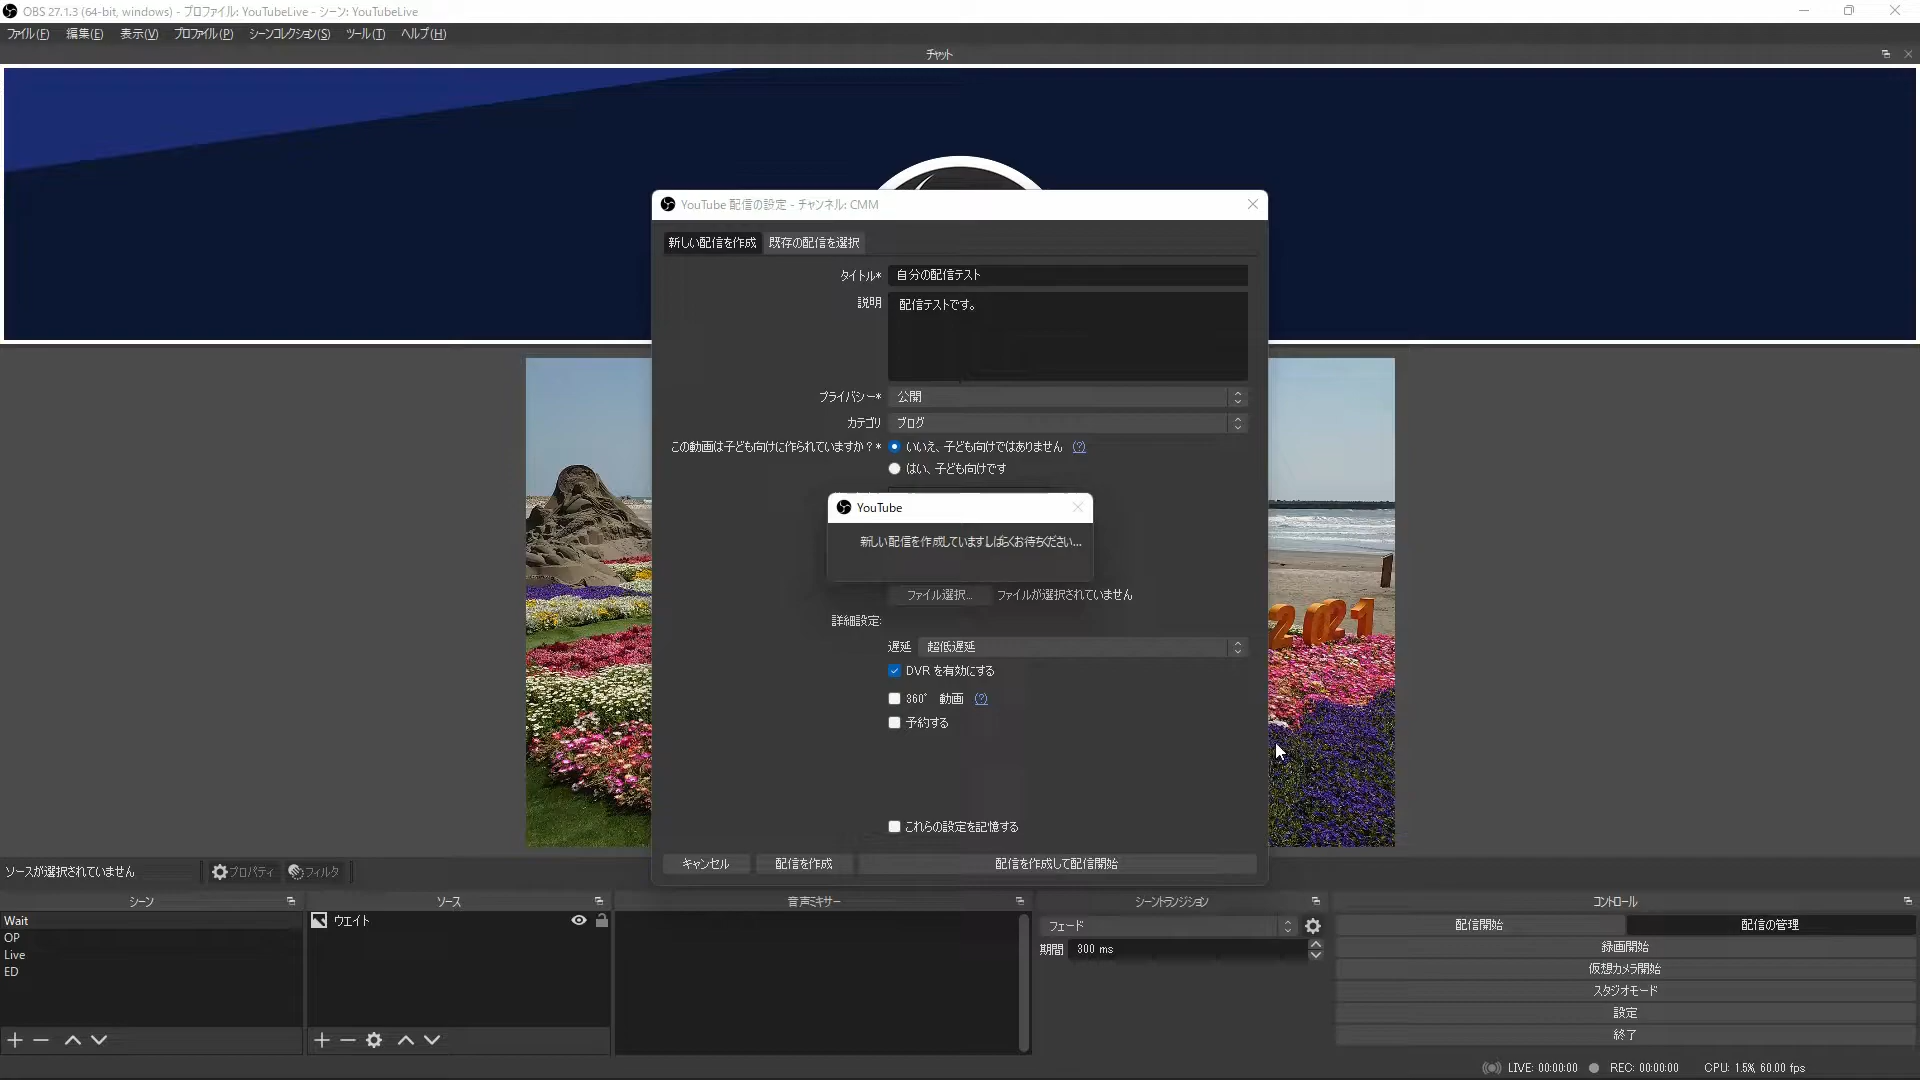 OBS 27.1.3 (64-bit, windows) - プロファイル: YouTubeLive - シーン: YouTubeLive
ファイル(F) 編集(E) 表示(V) プロファイル(P) シーンコレクション(S) ツール(T) ヘルプ(H)
チャット
YouTube 配信の設定 - チャンネル: CMM
新しい配信を作成 既存の配信を選択
タイトル* 自分の配信テスト
説明 配信テストです。
プライバシー* 公開
カテゴリ ブログ
この動画は子ども向けに作られていますか？* いいえ、子ども向けではありません (?)
はい、子ども向けです
YouTube
新しい配信を作成していますしばらくお待ちください...
ファイル選択... ファイルが選択されていません
詳細設定:
遅延 超低遅延
DVR を有効にする
360° 動画 (?)
予約する
これらの設定を記憶する
キャンセル 配信を作成 配信を作成して配信開始
2021
ソースが選択されていません プロパティ フィルタ
シーン ソース 音声ミキサー シーントランジション コントロール
Wait
OP
Live
ED
ウエイト
フェード
期間 300 ms
配信開始 配信の管理
録画開始
仮想カメラ開始
スタジオモード
設定
終了
LIVE: 00:00:00 REC: 00:00:00 CPU: 1.5%, 60.00 fps